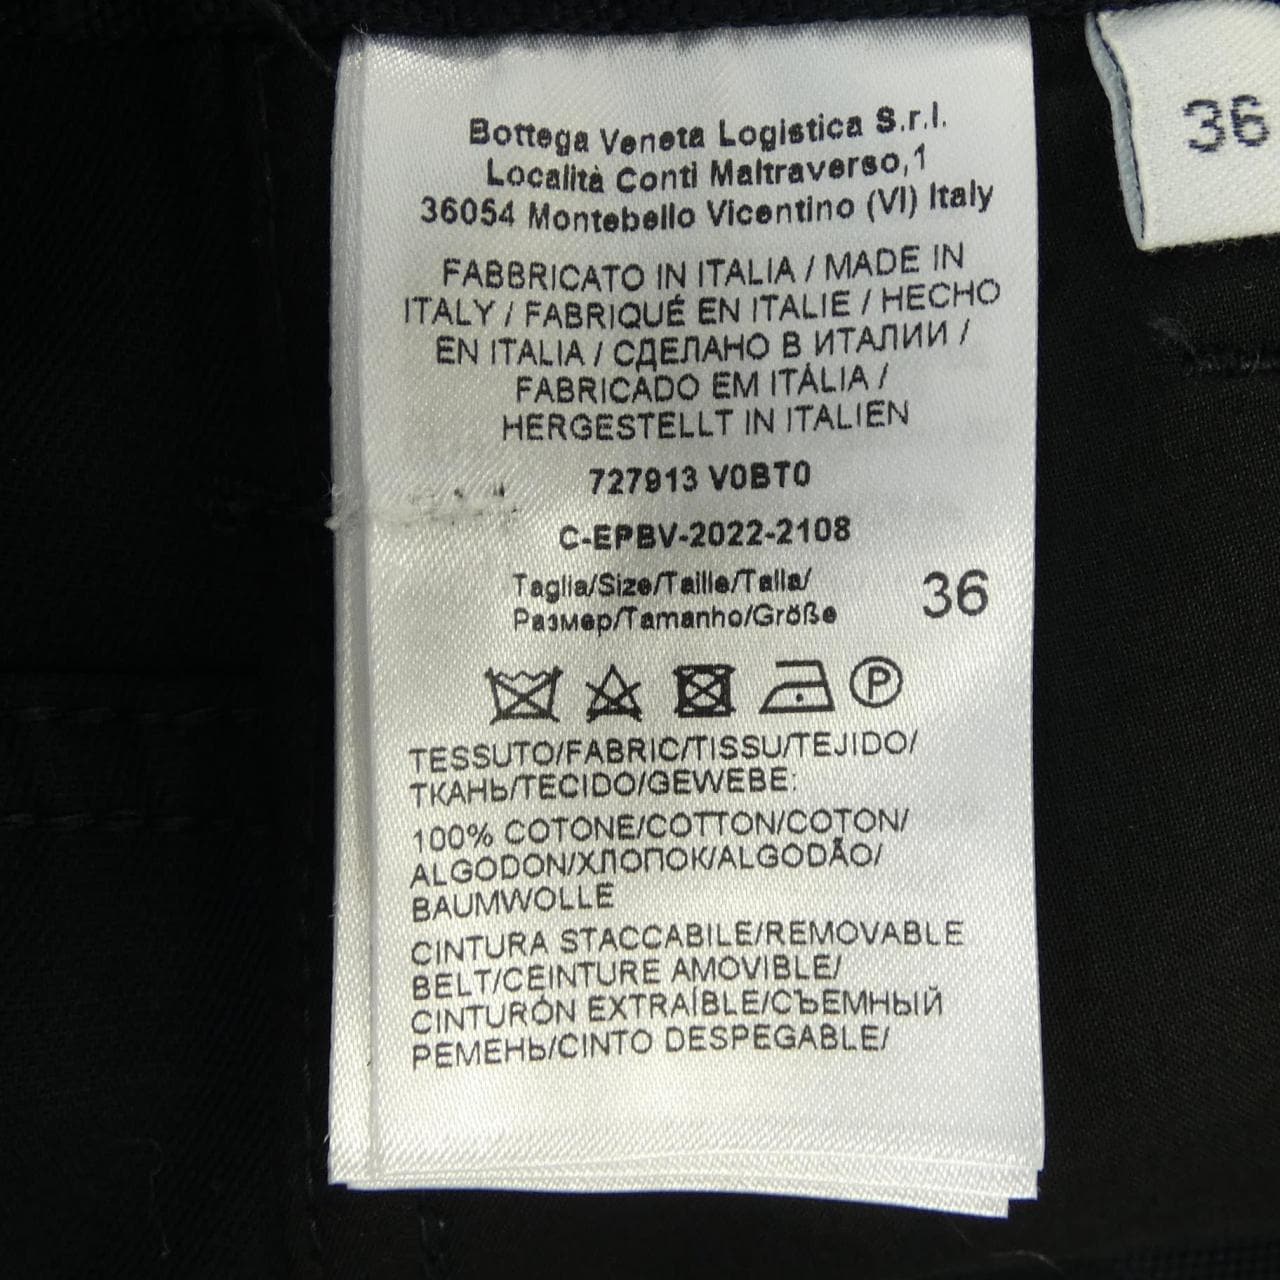 Bottega Veneta Logistica S.r.l.
Località Conti Maltraverso,1
36054 Montebello Vicentino (VI) Italy
FABBRICATO IN ITALIA / MADE IN
ITALY / FABRIQUÉ EN ITALIE / HECHO
EN ITALIA / СДЕЛАНО В ИТАЛИИ /
FABRICADO EM ITÁLIA /
HERGESTELLT IN ITALIEN
727913 V0BT0
C-EPBV-2022-2108
Taglia/Size/Taille/Talla/
Размер/Tamanho/Größe
36
P
TESSUTO/FABRIC/TISSU/TEJIDO/
ТКАНЬ/TECIDO/GEWEBE:
100% COTONE/COTTON/COTON/
ALGODON/ХЛОПОК/ALGODÃO/
BAUMWOLLE
CINTURA STACCABILE/REMOVABLE
BELT/CEINTURE AMOVIBLE/
CINTURÓN EXTRAÍBLE/СЪЕМНЫЙ
РЕМЕНЬ/CINTO DESPEGABLE/
36